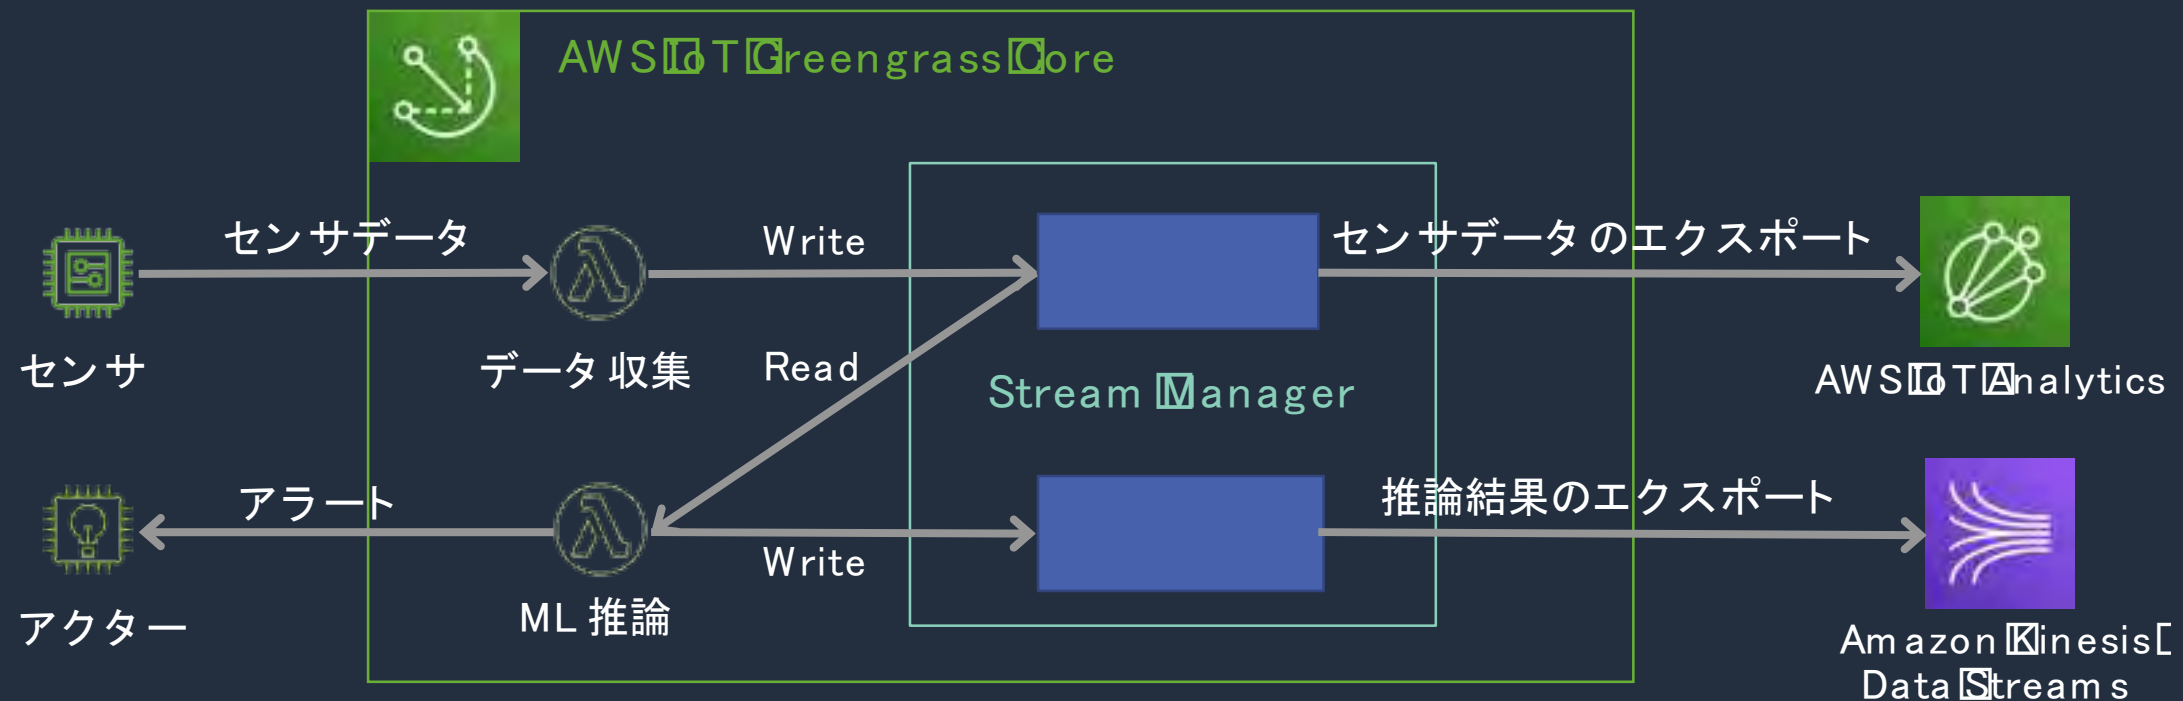 AWS IoT Greengrass Core
センサデータ
Write
センサデータのエクスポート
センサ
データ収集
Read
Stream Manager
AWS IoT Analytics
アラート
Write
推論結果のエクスポート
アクター
ML 推論
Amazon Kinesis
Data Streams